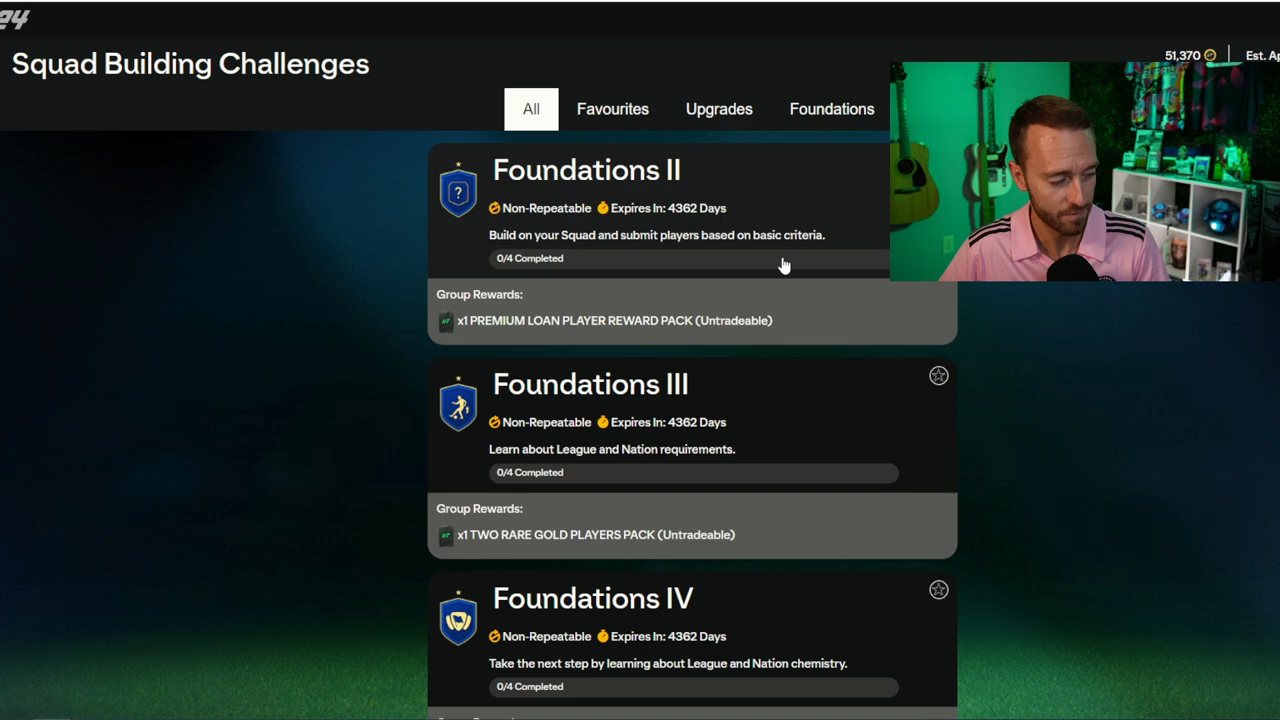 24
Squad Building Challenges
51,370
Est. Ap
All
Favourites
Upgrades
Foundations
Foundations II
Non-Repeatable Expires In: 4362 Days
Build on your Squad and submit players based on basic criteria.
0/4 Completed
Group Rewards:
x1 PREMIUM LOAN PLAYER REWARD PACK (Untradeable)
Foundations III
Non-Repeatable Expires In: 4362 Days
Learn about League and Nation requirements.
0/4 Completed
Group Rewards:
x1 TWO RARE GOLD PLAYERS PACK (Untradeable)
Foundations IV
Non-Repeatable Expires In: 4362 Days
Take the next step by learning about League and Nation chemistry.
0/4 Completed